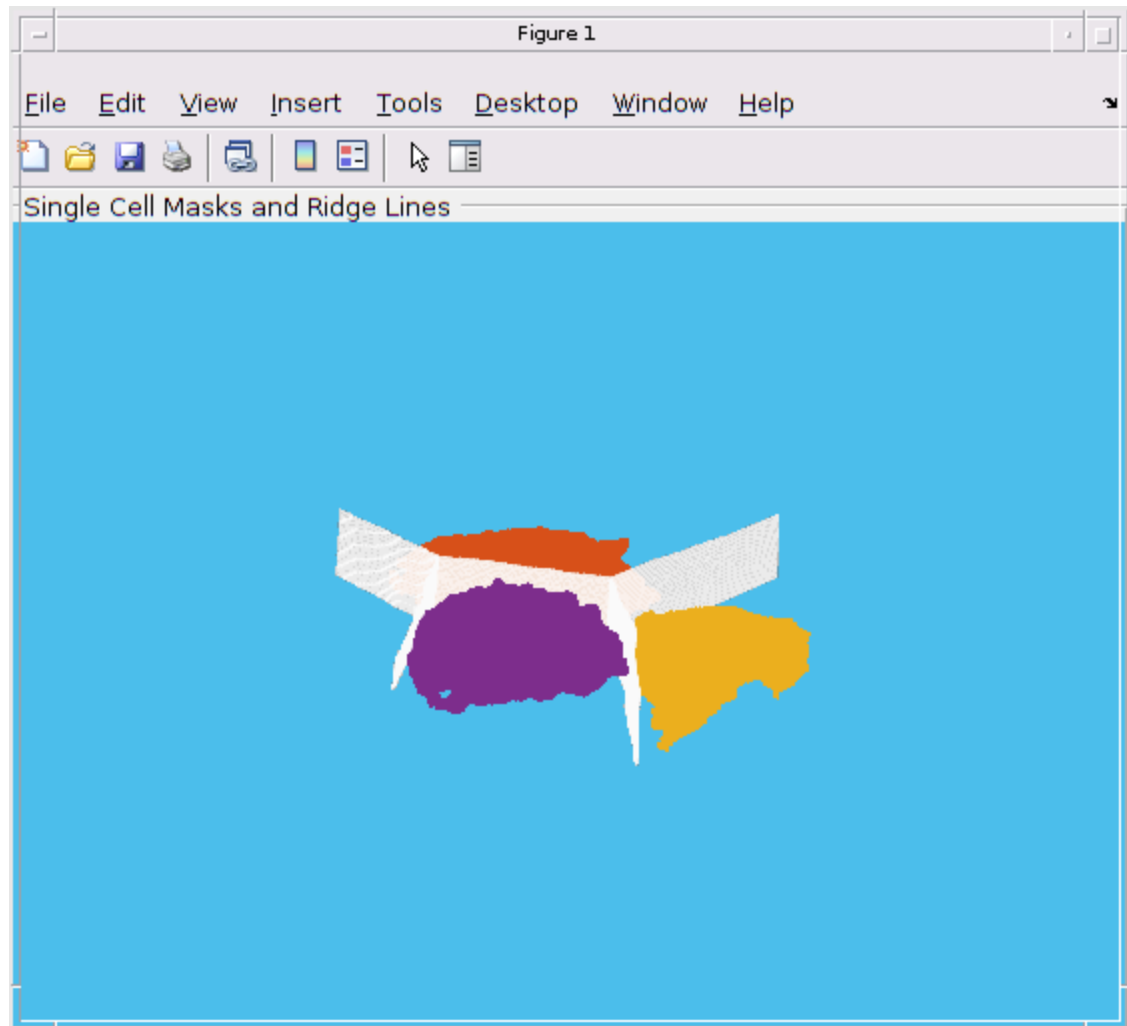 Figure 1
File Edit View Insert Tools Desktop Window Help
Single Cell Masks and Ridge Lines